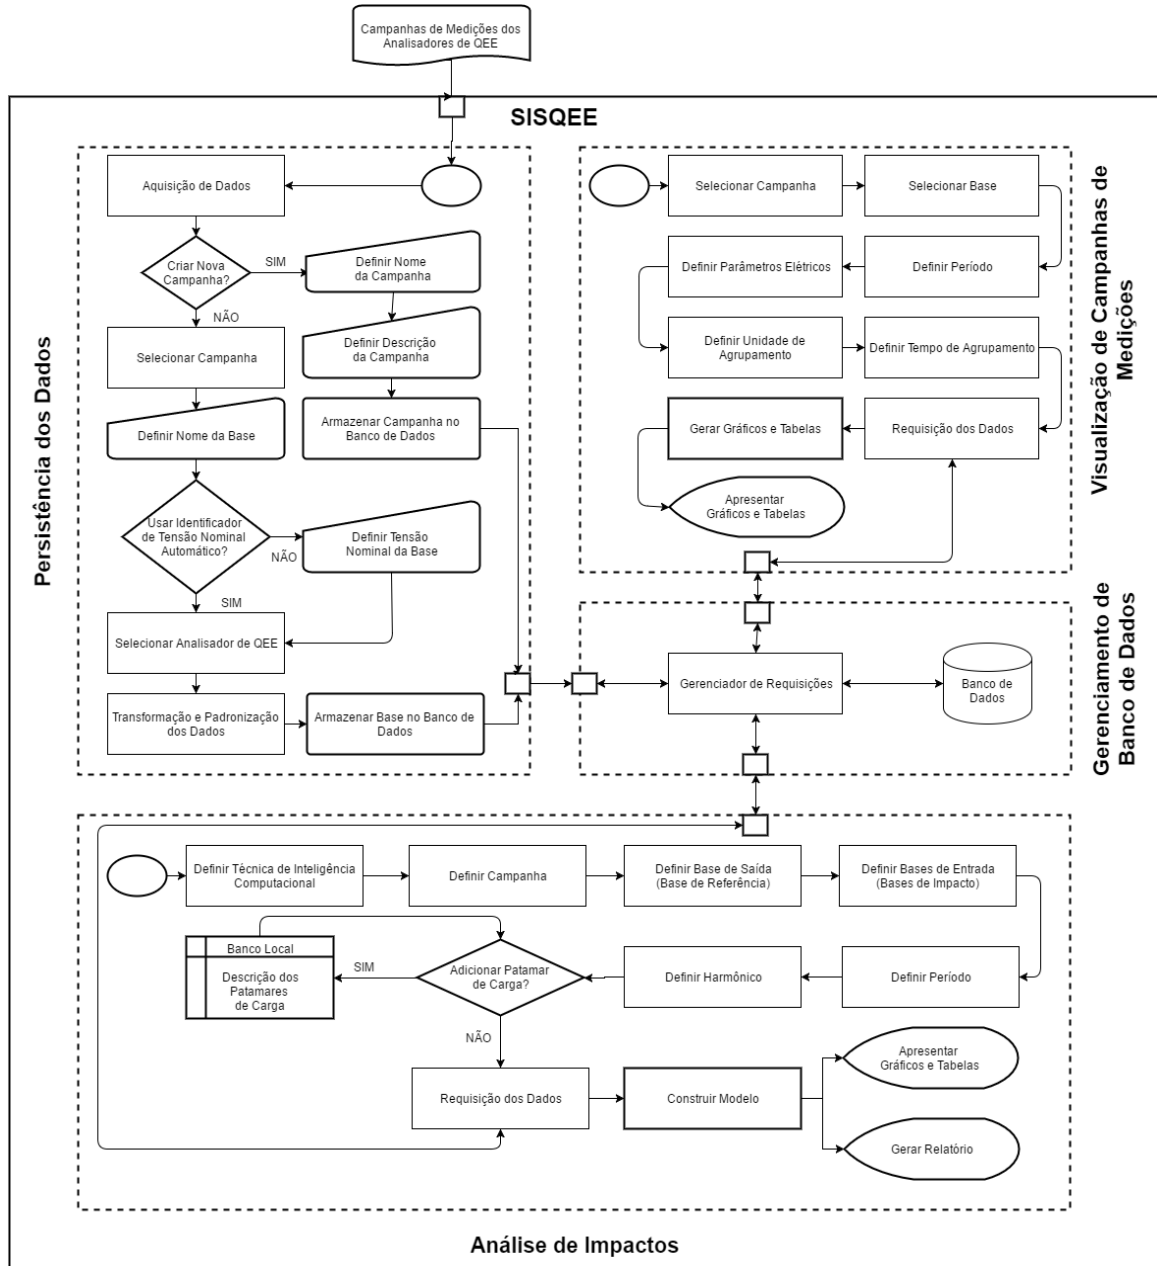 Campanhas de Medições dos
Analisadores de QEE
SISQEE
Persistência dos Dados
Aquisição de Dados
Criar Nova
Campanha?
SIM
NÃO
Definir Nome
da Campanha
Definir Descrição
da Campanha
Armazenar Campanha no
Banco de Dados
Selecionar Campanha
Definir Nome da Base
Usar Identificador
de Tensão Nominal
Automático?
NÃO
SIM
Definir Tensão
Nominal da Base
Selecionar Analisador de QEE
Transformação e Padronização
dos Dados
Armazenar Base no Banco de
Dados
Visualização de Campanhas de
Medições
Selecionar Campanha
Selecionar Base
Definir Período
Definir Parâmetros Elétricos
Definir Unidade de
Agrupamento
Definir Tempo de Agrupamento
Requisição dos Dados
Gerar Gráficos e Tabelas
Apresentar
Gráficos e Tabelas
Gerenciamento de
Banco de Dados
Gerenciador de Requisições
Banco de
Dados
Definir Técnica de Inteligência
Computacional
Definir Campanha
Definir Base de Saída
(Base de Referência)
Definir Bases de Entrada
(Bases de Impacto)
Definir Período
Definir Harmônico
Adicionar Patamar
de Carga?
SIM
NÃO
Banco Local
Descrição dos
Patamares
de Carga
Requisição dos Dados
Construir Modelo
Apresentar
Gráficos e Tabelas
Gerar Relatório
Análise de Impactos